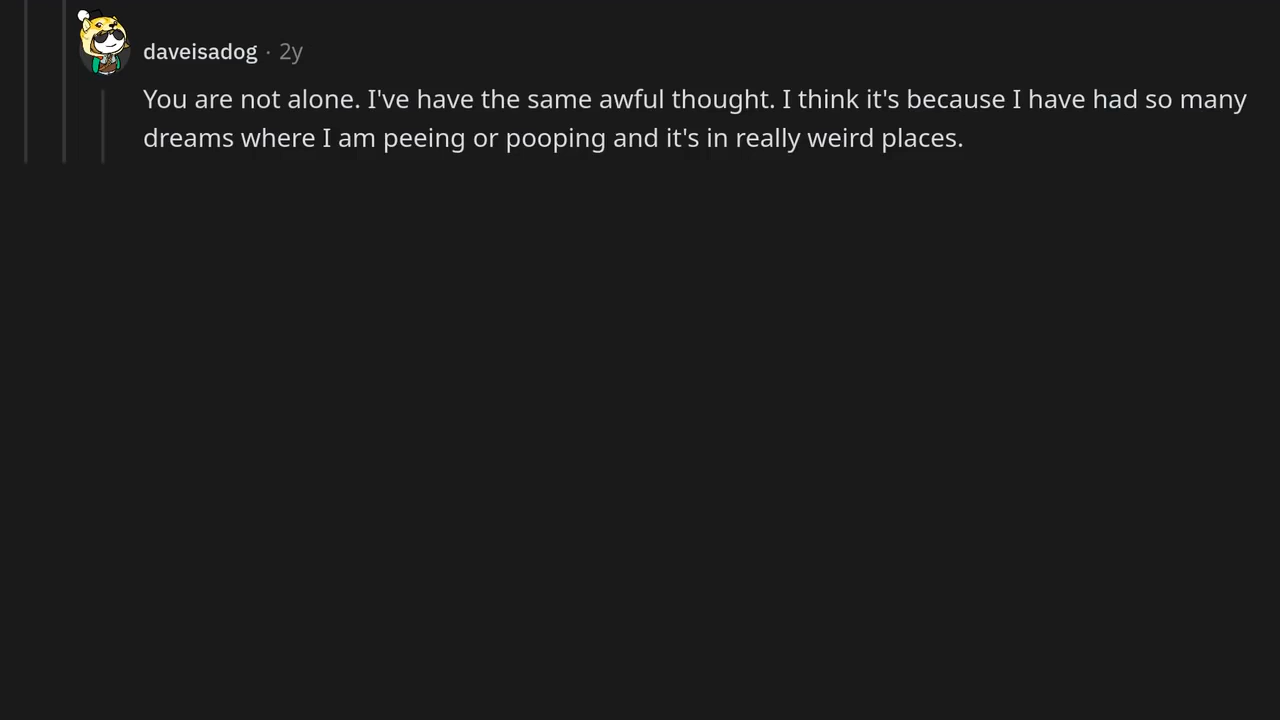 daveisadog · 2y
You are not alone. I've have the same awful thought. I think it's because I have had so many
dreams where I am peeing or pooping and it's in really weird places.